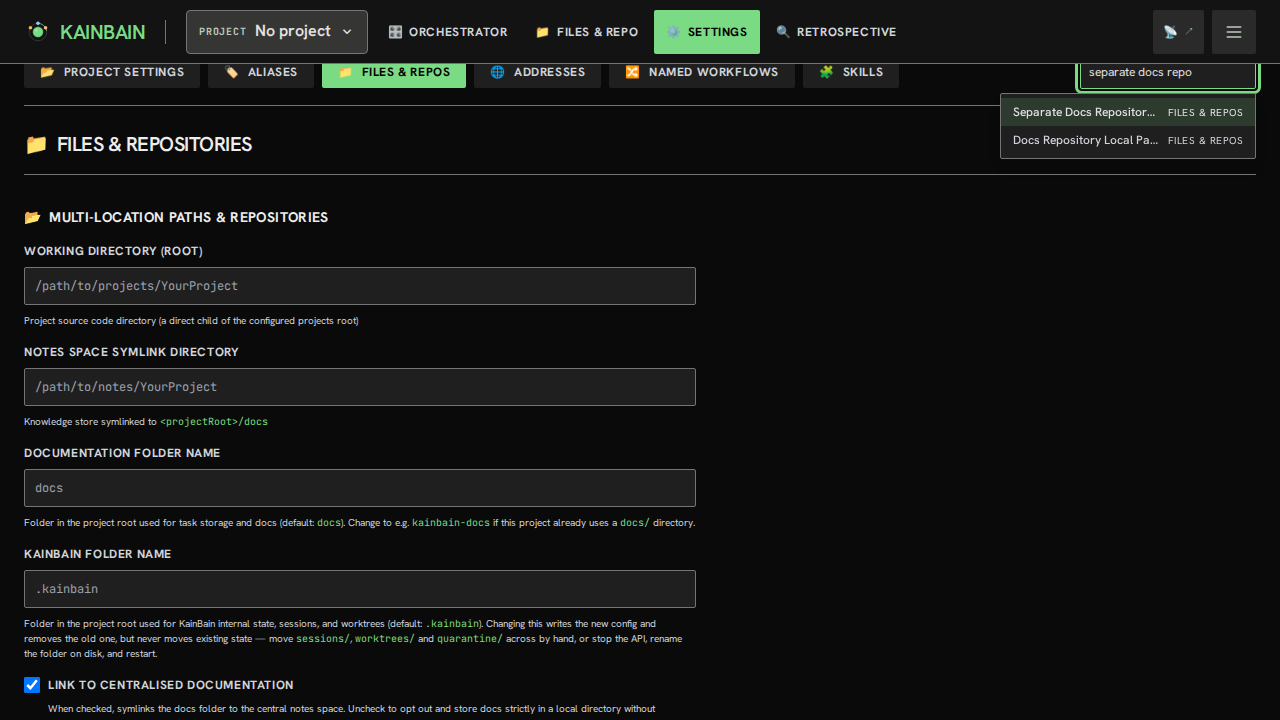 KAINBAIN
PROJECT No project
ORCHESTRATOR
FILES & REPO
SETTINGS
RETROSPECTIVE
PROJECT SETTINGS
ALIASES
FILES & REPOS
ADDRESSES
NAMED WORKFLOWS
SKILLS
separate docs repo
Separate Docs Repositor... FILES & REPOS
Docs Repository Local Pa... FILES & REPOS
FILES & REPOSITORIES
MULTI-LOCATION PATHS & REPOSITORIES
WORKING DIRECTORY (ROOT)
/path/to/projects/YourProject
Project source code directory (a direct child of the configured projects root)
NOTES SPACE SYMLINK DIRECTORY
/path/to/notes/YourProject
Knowledge store symlinked to <projectRoot>/docs
DOCUMENTATION FOLDER NAME
docs
Folder in the project root used for task storage and docs (default: docs). Change to e.g. kainbain-docs if this project already uses a docs/ directory.
KAINBAIN FOLDER NAME
.kainbain
Folder in the project root used for KainBain internal state, sessions, and worktrees (default: .kainbain). Changing this writes the new config and
removes the old one, but never moves existing state — move sessions/, worktrees/ and quarantine/ across by hand, or stop the API, rename
the folder on disk, and restart.
LINK TO CENTRALISED DOCUMENTATION
When checked, symlinks the docs folder to the central notes space. Uncheck to opt out and store docs strictly in a local directory without